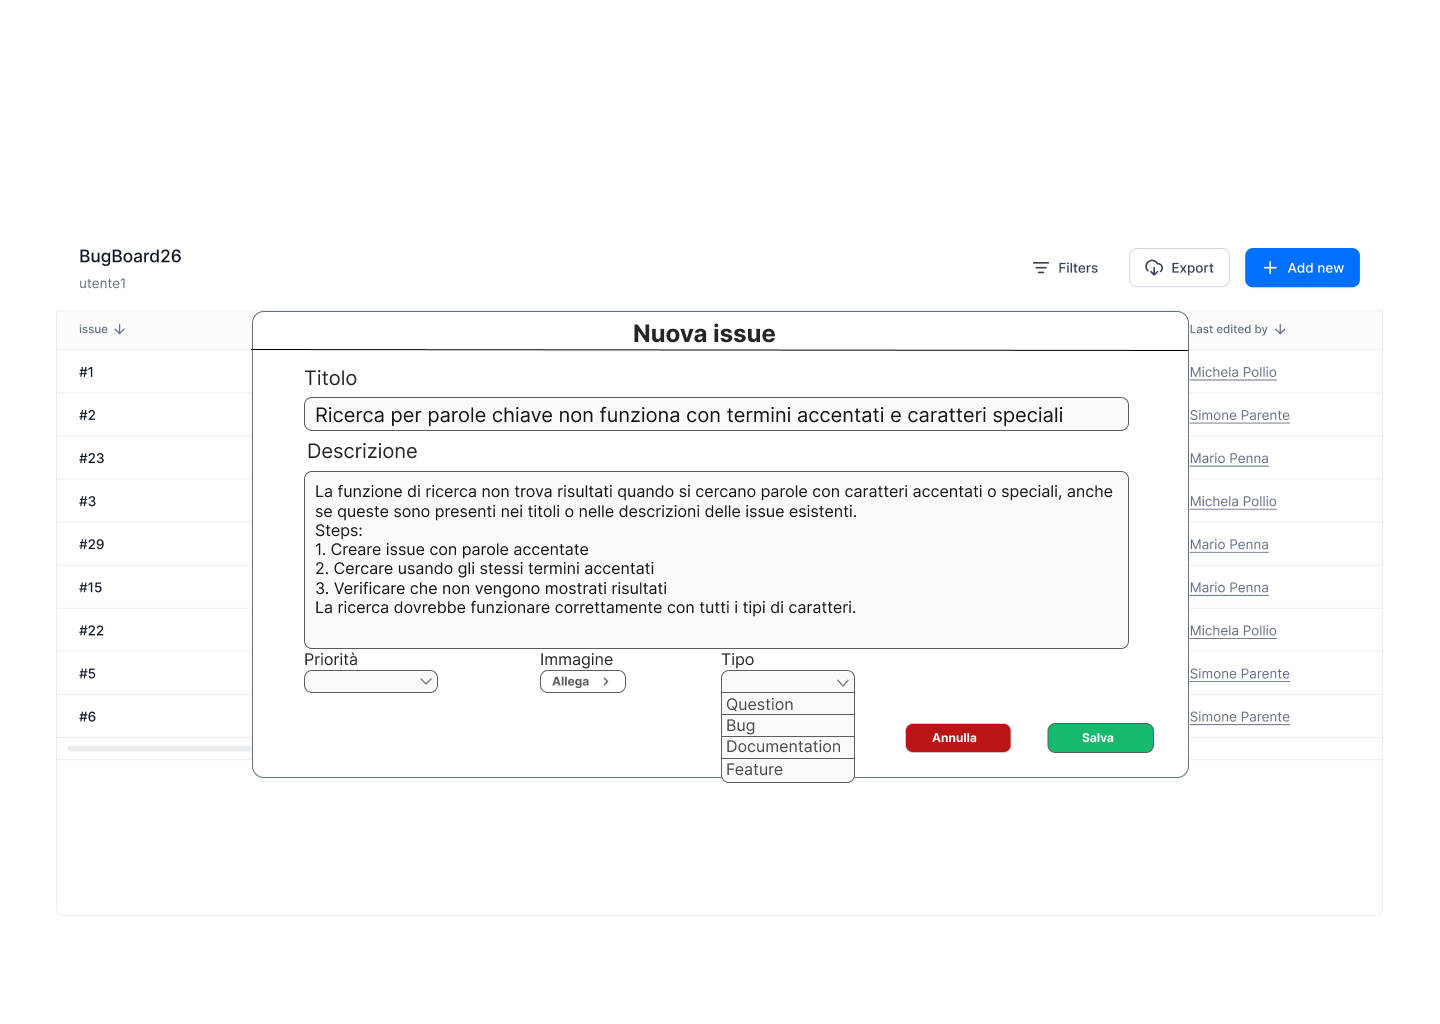 BugBoard26
utente1
Filters
Export
Add new
issue
Last edited by
Nuova issue
#1
Michela Pollio
#2
Simone Parente
#23
Mario Penna
#3
Michela Pollio
#29
Mario Penna
#15
Mario Penna
#22
Michela Pollio
#5
Simone Parente
#6
Simone Parente
Titolo
Ricerca per parole chiave non funziona con termini accentati e caratteri speciali
Descrizione
La funzione di ricerca non trova risultati quando si cercano parole con caratteri accentati o speciali, anche
se queste sono presenti nei titoli o nelle descrizioni delle issue esistenti.
Steps:
1. Creare issue con parole accentate
2. Cercare usando gli stessi termini accentati
3. Verificare che non vengono mostrati risultati
La ricerca dovrebbe funzionare correttamente con tutti i tipi di caratteri.
Priorità
Immagine
Allega
Tipo
Question
Bug
Documentation
Feature
Annulla
Salva